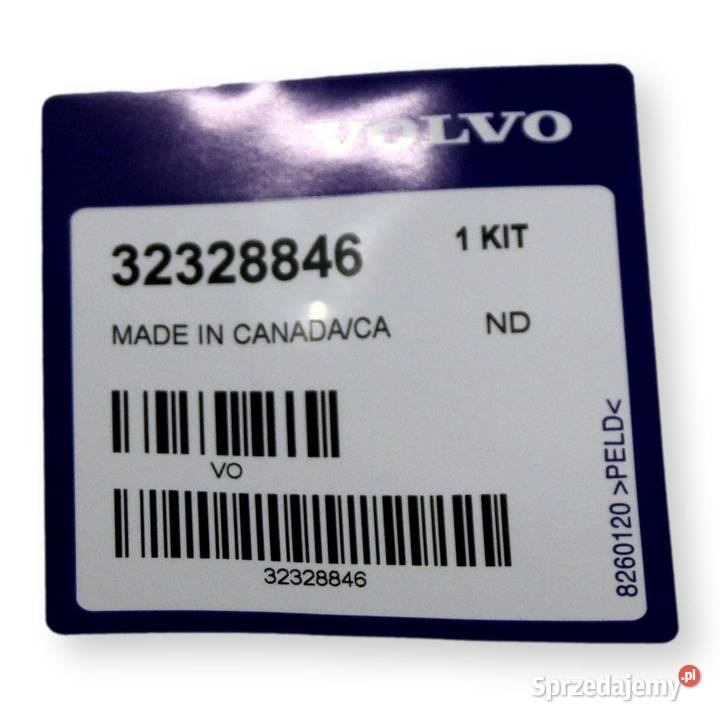 VOLVO
32328846 1 KIT
MADE IN CANADA/CA ND
VO
32328846
8260120 >PELD<
Sprzedajemy.pl